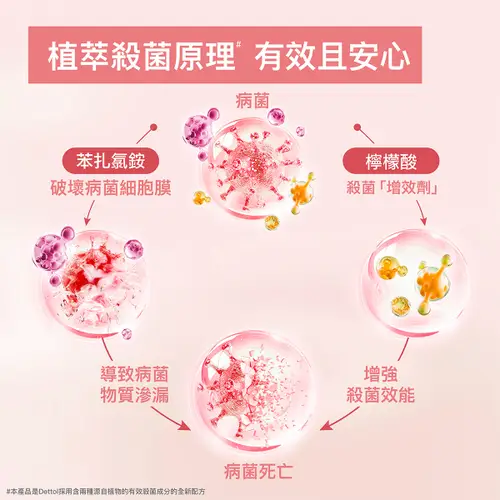 植萃殺菌原理# 有效且安心
病菌
苯扎氯銨
破壞病菌細胞膜
檸檬酸
殺菌「增效劑」
導致病菌
物質滲漏
增強
殺菌效能
病菌死亡
#本產品是Dettol採用含兩種源自植物的有效殺菌成分的全新配方